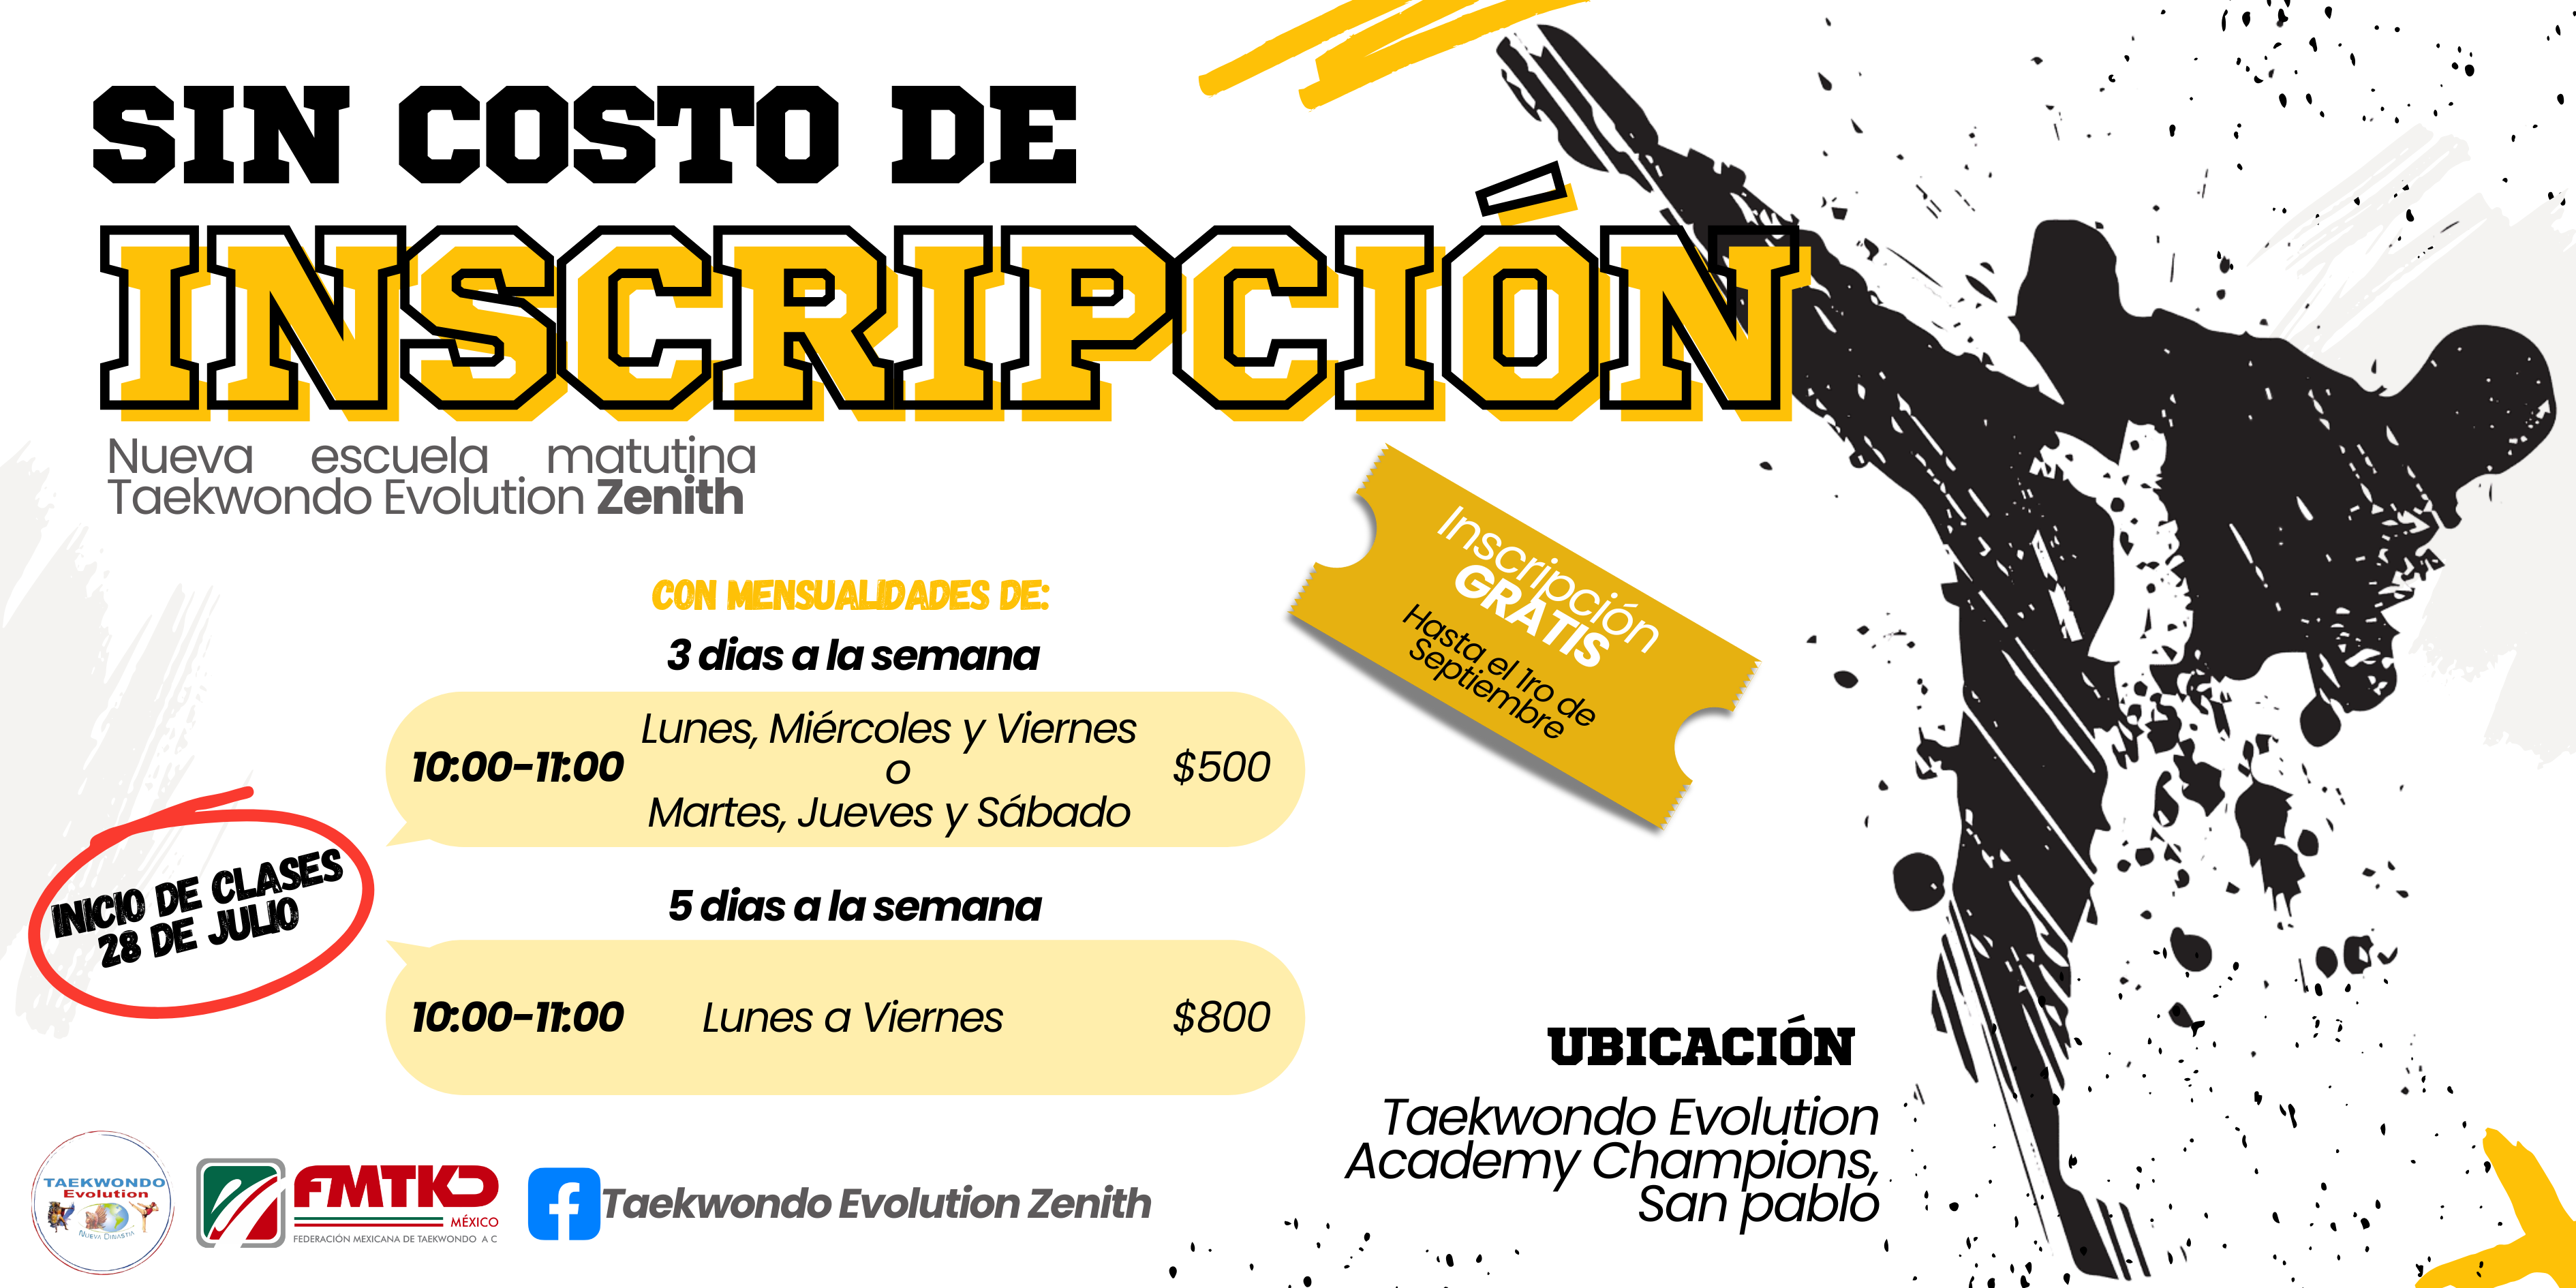 SIN COSTO DE
INSCRIPCIÓN
Nueva escuela matutina
Taekwondo Evolution Zenith
CON MENSUALIDADES DE:
3 dias a la semana
10:00-11:00
Lunes, Miércoles y Viernes
o
Martes, Jueves y Sábado
$500
5 dias a la semana
10:00-11:00 Lunes a Viernes $800
INICIO DE CLASES
28 DE JULIO
Inscripción
GRATIS
Hasta el 1ro de
Septiembre
UBICACIÓN
Taekwondo Evolution
Academy Champions,
San pablo
TAEKWONDO
Evolution
NUEVA DINASTIA
FMTKD
MÉXICO
FEDERACIÓN MEXICANA DE TAEKWONDO A C
Taekwondo Evolution Zenith